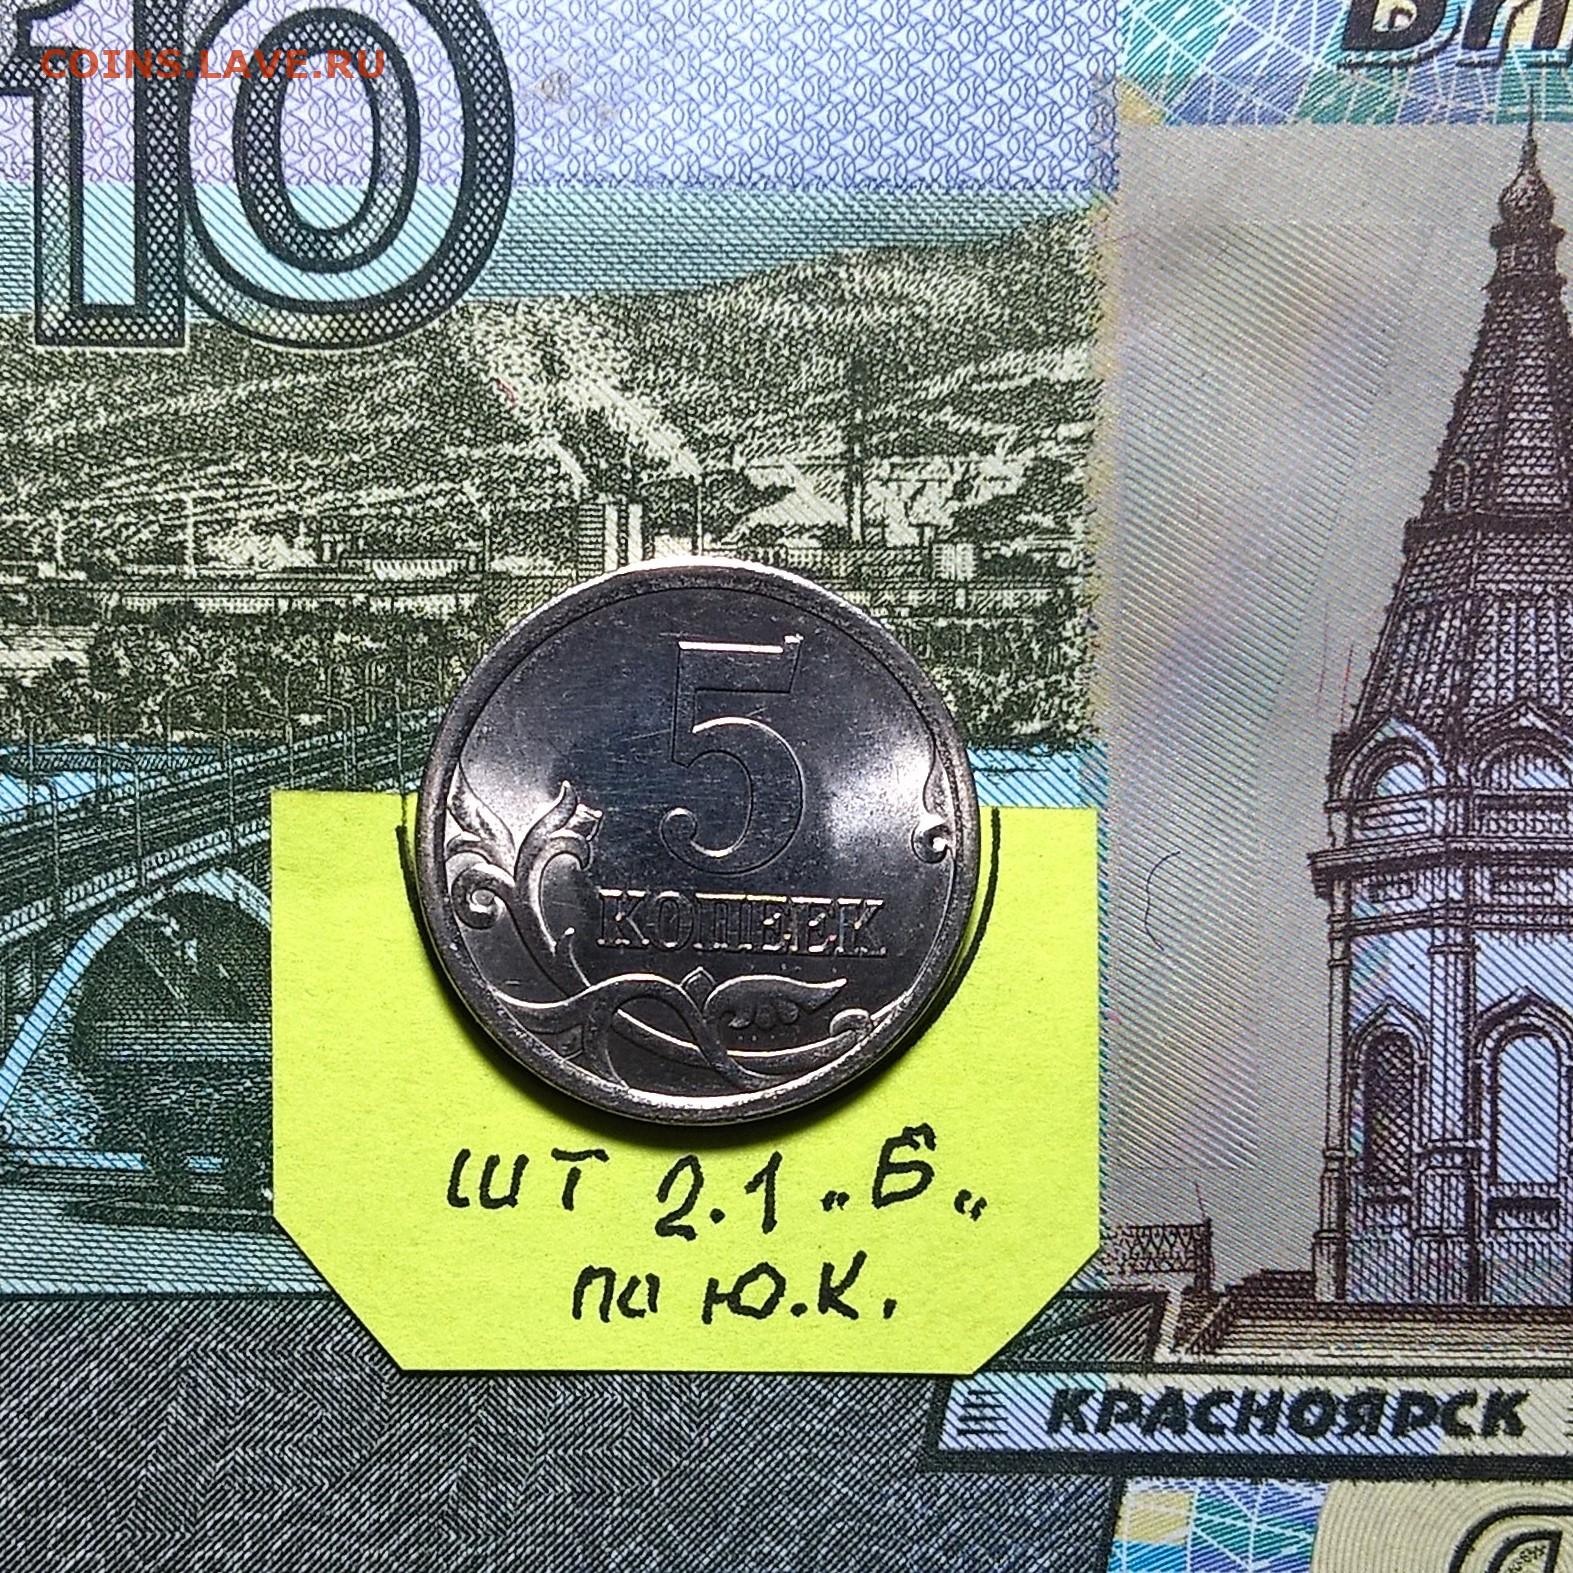 10
COINS.LAVE.RU
5
КОПЕЕК
шт 2.1 „Б„
по Ю.К.
КРАСНОЯРСК